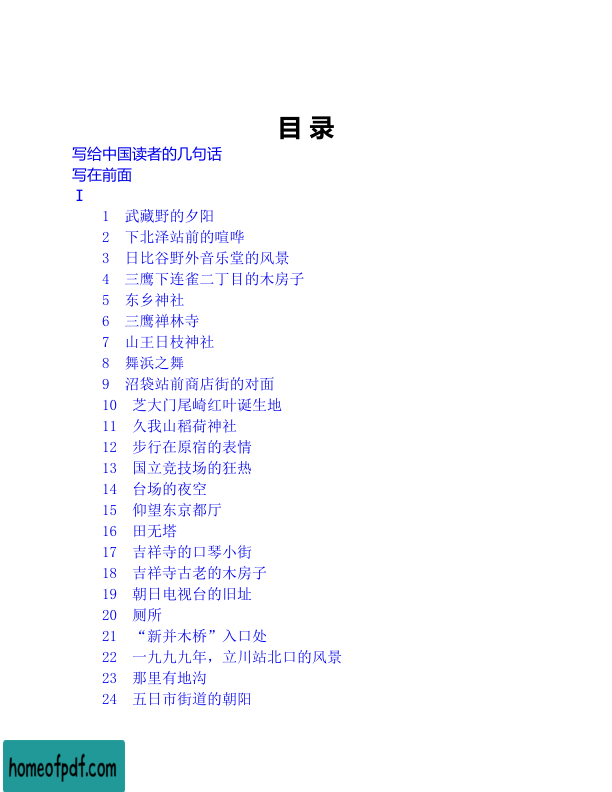 目 录
写给中国读者的几句话
写在前面
I
1 武藏野的夕阳
2 下北泽站前的喧哗
3 日比谷野外音乐堂的风景
4 三鹰下连雀二丁目的木房子
5 东乡神社
6 三鹰禅林寺
7 山王日枝神社
8 舞浜之舞
9 沼袋站前商店街的对面
10 芝大门尾崎红叶诞生地
11 久我山稻荷神社
12 步行在原宿的表情
13 国立竞技场的狂热
14 台场的夜空
15 仰望东京都厅
16 田无塔
17 吉祥寺的口琴小街
18 吉祥寺古老的木房子
19 朝日电视台的旧址
20 厕所
21 “新并木桥”入口处
22 一九九九年，立川站北口的风景
23 那里有地沟
24 五日市街道的朝阳
homeofpdf.com